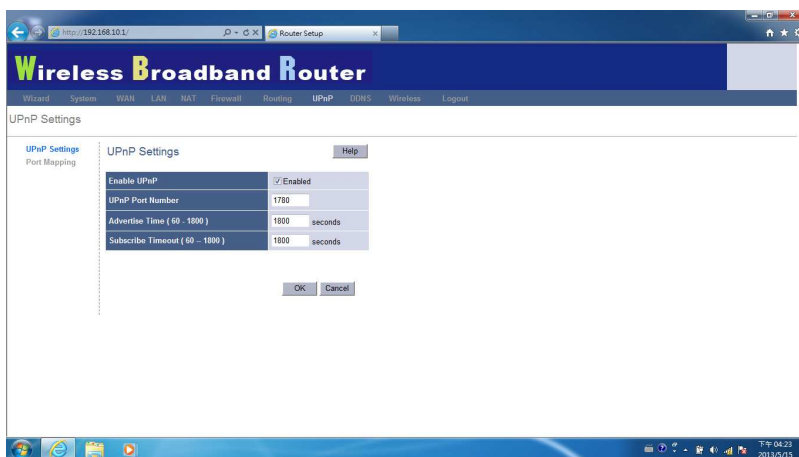 http://192.168.10.1/
Router Setup
Wireless Broadband Router
Wizard System WAN LAN NAT Firewall Routing UPnP DDNS Wireless Logout
UPnP Settings
UPnP Settings
Port Mapping
UPnP Settings
Help
Enable UPnP Enabled
UPnP Port Number 1780
Advertise Time ( 60 - 1800 ) 1800 seconds
Subscribe Timeout ( 60 -- 1800 ) 1800 seconds
OK Cancel
下午 04:23
2013/5/15